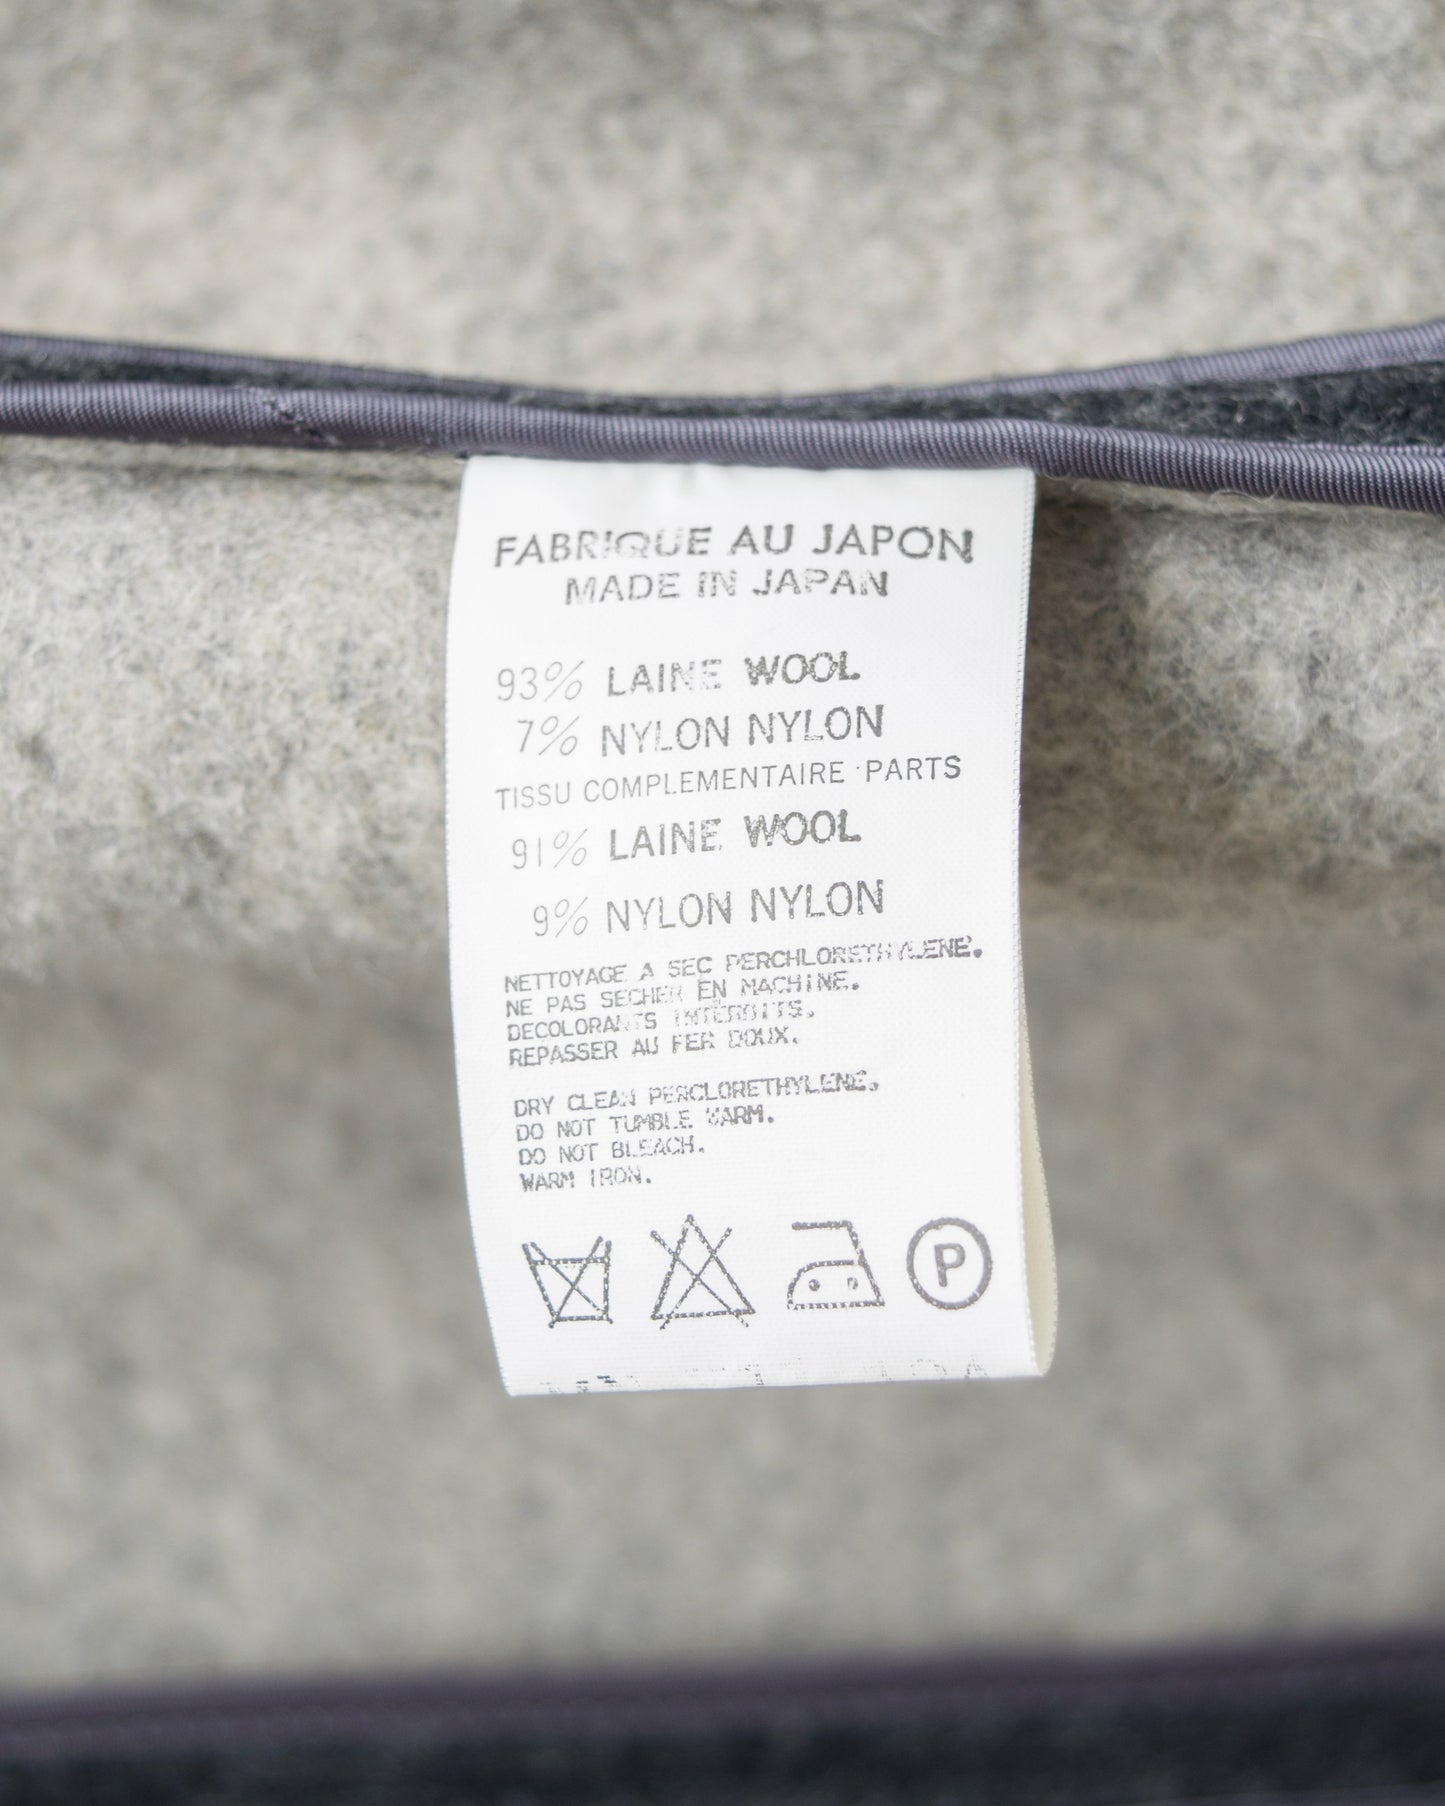 FABRIQUE AU JAPON
MADE IN JAPAN
93% LAINE WOOL
7% NYLON NYLON
TISSU COMPLEMENTAIRE · PARTS
91% LAINE WOOL
9% NYLON NYLON
NETTOYAGE A SEC PERCHLORETHYLENE.
NE PAS SECHER EN MACHINE.
DECOLORANTS INTERDITS.
REPASSER AU FER DOUX.
DRY CLEAN PERCLORETHYLENE.
DO NOT TUMBLE WARM.
DO NOT BLEACH.
WARM IRON.
P